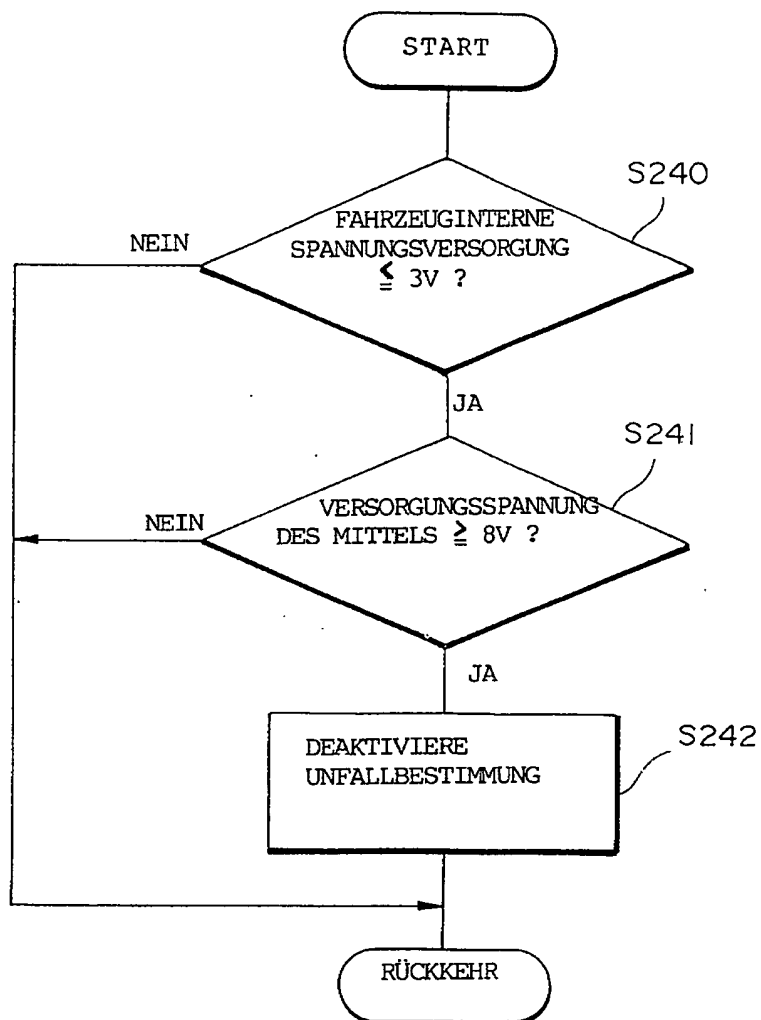 START
S240
FAHRZEUGINTERNE
NEIN
SPANNUNGSVERSORGUNG
≦ 3V ?
JA
S241
VERSORGUNGSSPANNUNG
NEIN
DES MITTELS ≧ 8V ?
JA
S242
DEAKTIVIERE
UNFALLBESTIMMUNG
RÜCKKEHR